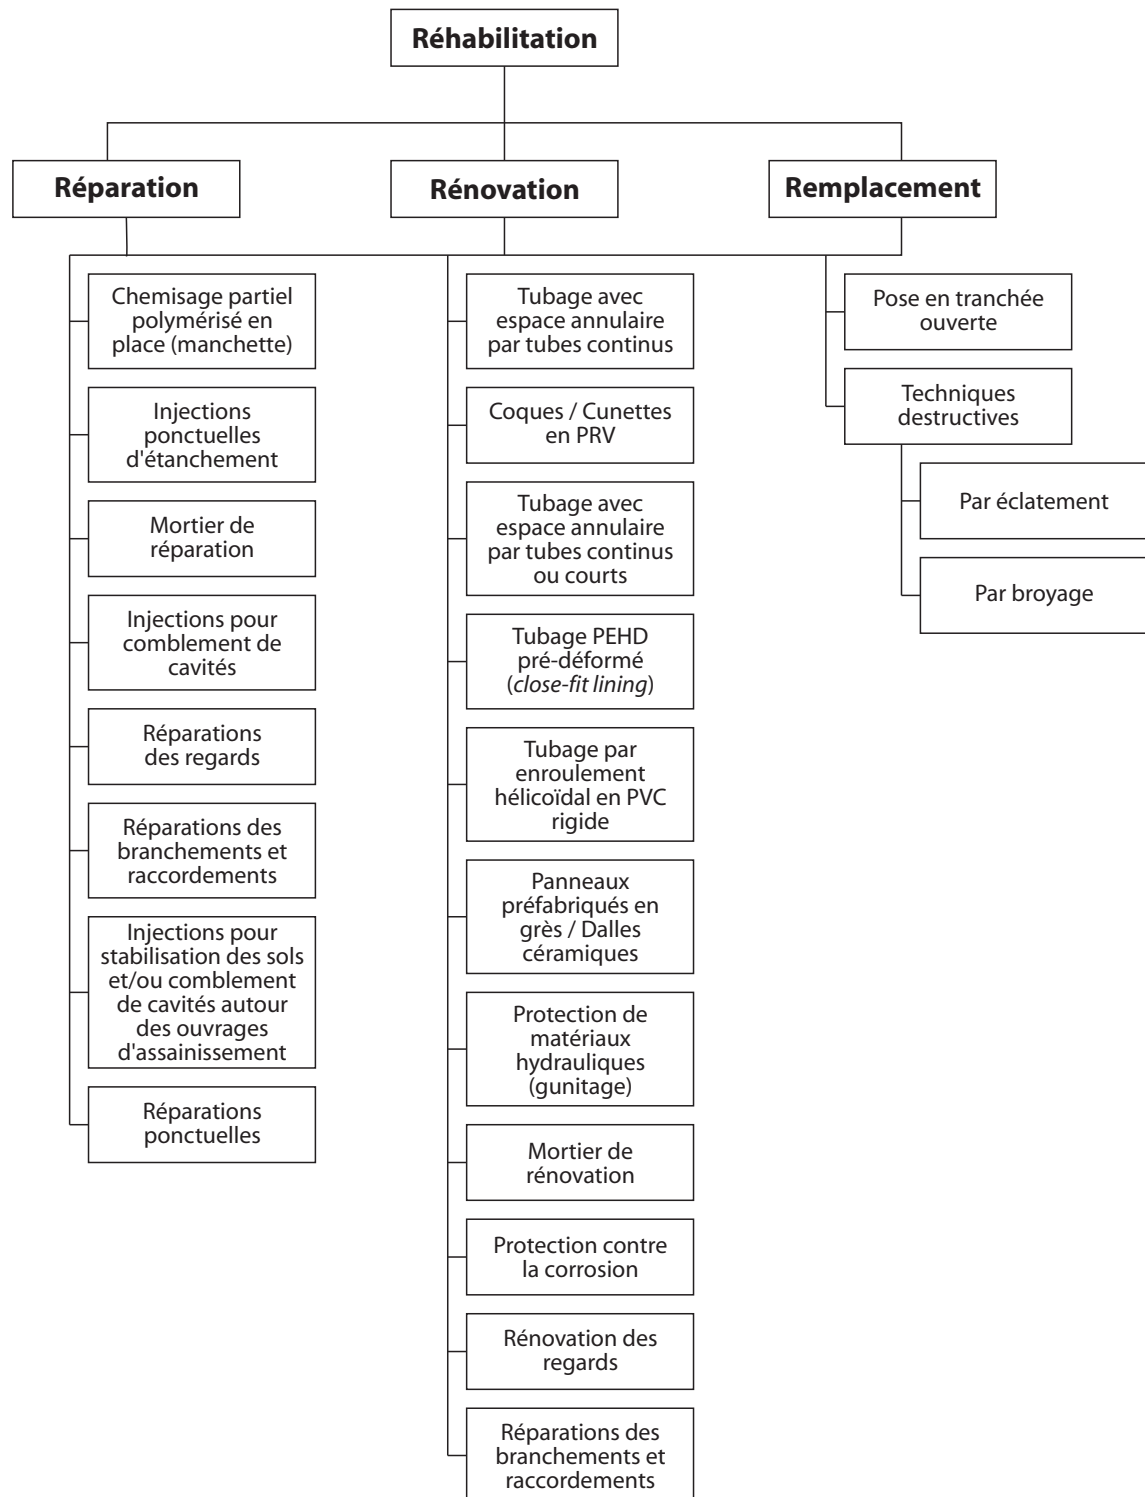 Réhabilitation
Réparation
Rénovation
Remplacement
Chemisage partiel
polymérisé en
place (manchette)
Injections
ponctuelles
d'étanchement
Mortier de
réparation
Injections pour
comblement de
cavités
Réparations
des regards
Réparations des
branchements et
raccordements
Injections pour
stabilisation des sols
et/ou comblement
de cavités autour
des ouvrages
d'assainissement
Réparations
ponctuelles
Tubage avec
espace annulaire
par tubes continus
Coques / Cunettes
en PRV
Tubage avec
espace annulaire
par tubes continus
ou courts
Tubage PEHD
pré-déformé
(close-fit lining)
Tubage par
enroulement
hélicoïdal en PVC
rigide
Panneaux
préfabriqués en
grès / Dalles
céramiques
Protection de
matériaux
hydrauliques
(gunitage)
Mortier de
rénovation
Protection contre
la corrosion
Rénovation des
regards
Réparations des
branchements et
raccordements
Pose en tranchée
ouverte
Techniques
destructives
Par éclatement
Par broyage